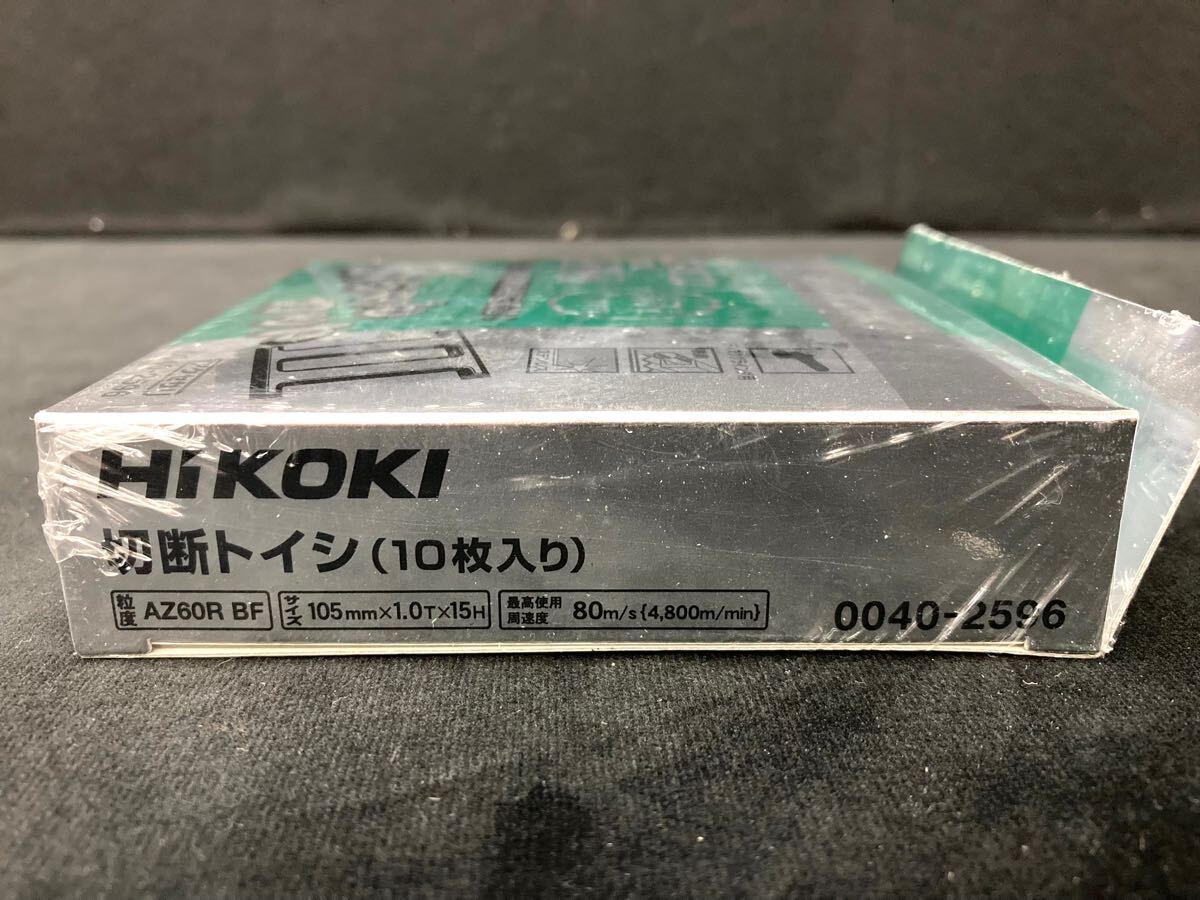 HiKOKI
切断トイシ(10枚入り)
粒度 AZ60R BF サイズ 105mm×1.0T×15H 最高使用周速度 80m/s{4,800m/min} 0040-2596